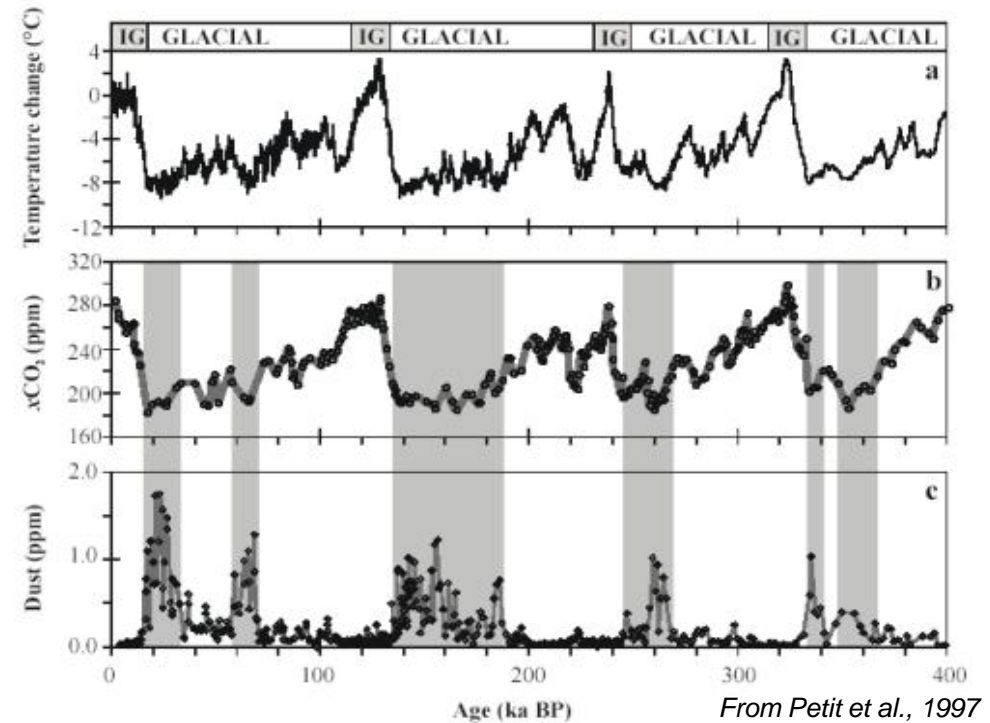 IG GLACIAL IG GLACIAL IG GLACIAL IG GLACIAL
Temperature change (°C)
4
0
-4
-8
-12
a
xCO₂ (ppm)
320
280
240
200
160
b
Dust (ppm)
2.0
1.0
0.0
c
0 100 200 300 400
Age (ka BP)
From Petit et al., 1997